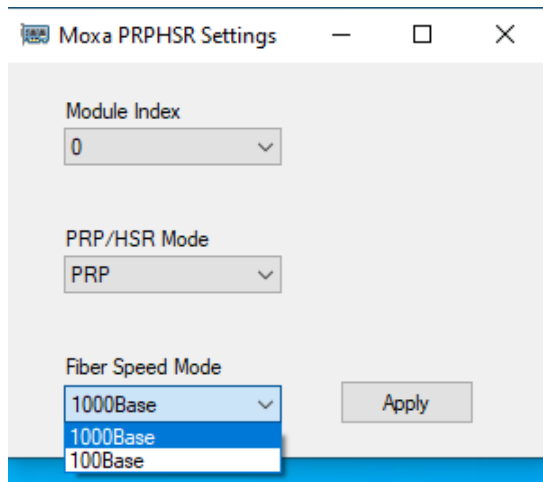 Moxa PRPHSR Settings
Module Index
0
PRP/HSR Mode
PRP
Fiber Speed Mode
1000Base
Apply
1000Base
100Base